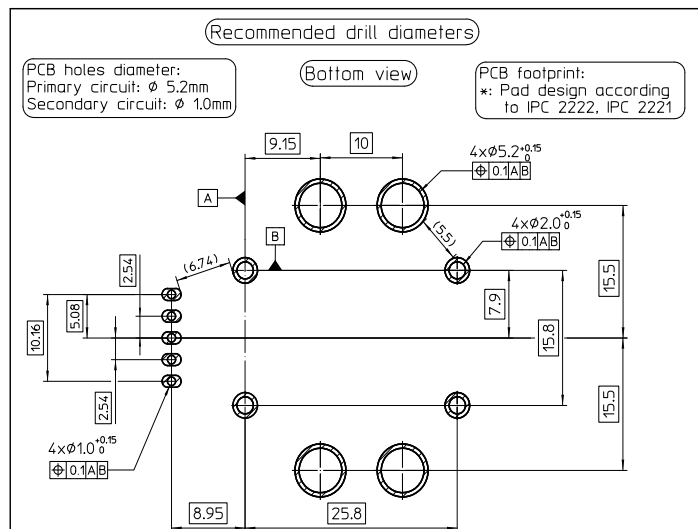 Recommended drill diameters
PCB holes diameter:
Primary circuit: ϕ 5.2mm
Secondary circuit: ϕ 1.0mm
Bottom view
PCB footprint:
*: Pad design according
to IPC 2222, IPC 2221
9.15
10
4xϕ5.2 +0.15 0
⌖ 0.1 A B
A
B
(5.5)
4xϕ2.0 +0.15 0
⌖ 0.1 A B
(6.74)
2.54
5.08
10.16
2.54
7.9
15.8
15.5
15.5
4xϕ1.0 +0.15 0
⌖ 0.1 A B
8.95
25.8